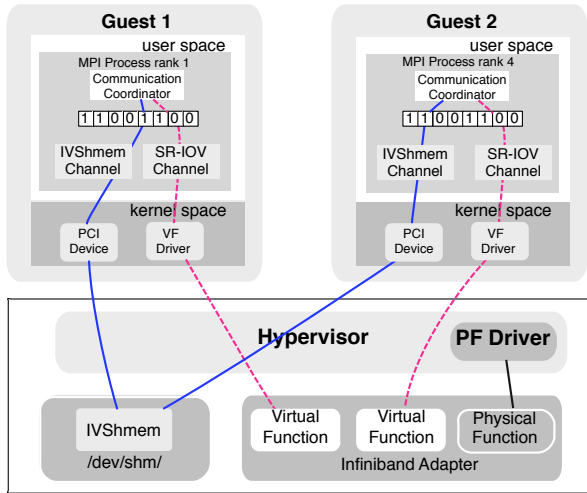 Guest 1
user space
MPI Process rank 1
Communication
Coordinator
1 1 0 0 1 1 0 0
IVShmem
Channel
SR-IOV
Channel
kernel space
PCI
Device
VF
Driver
Guest 2
user space
MPI Process rank 4
Communication
Coordinator
1 1 0 0 1 1 0 0
IVShmem
Channel
SR-IOV
Channel
kernel space
PCI
Device
VF
Driver
Hypervisor
PF Driver
IVShmem
/dev/shm/
Virtual
Function
Virtual
Function
Physical
Function
Infiniband Adapter